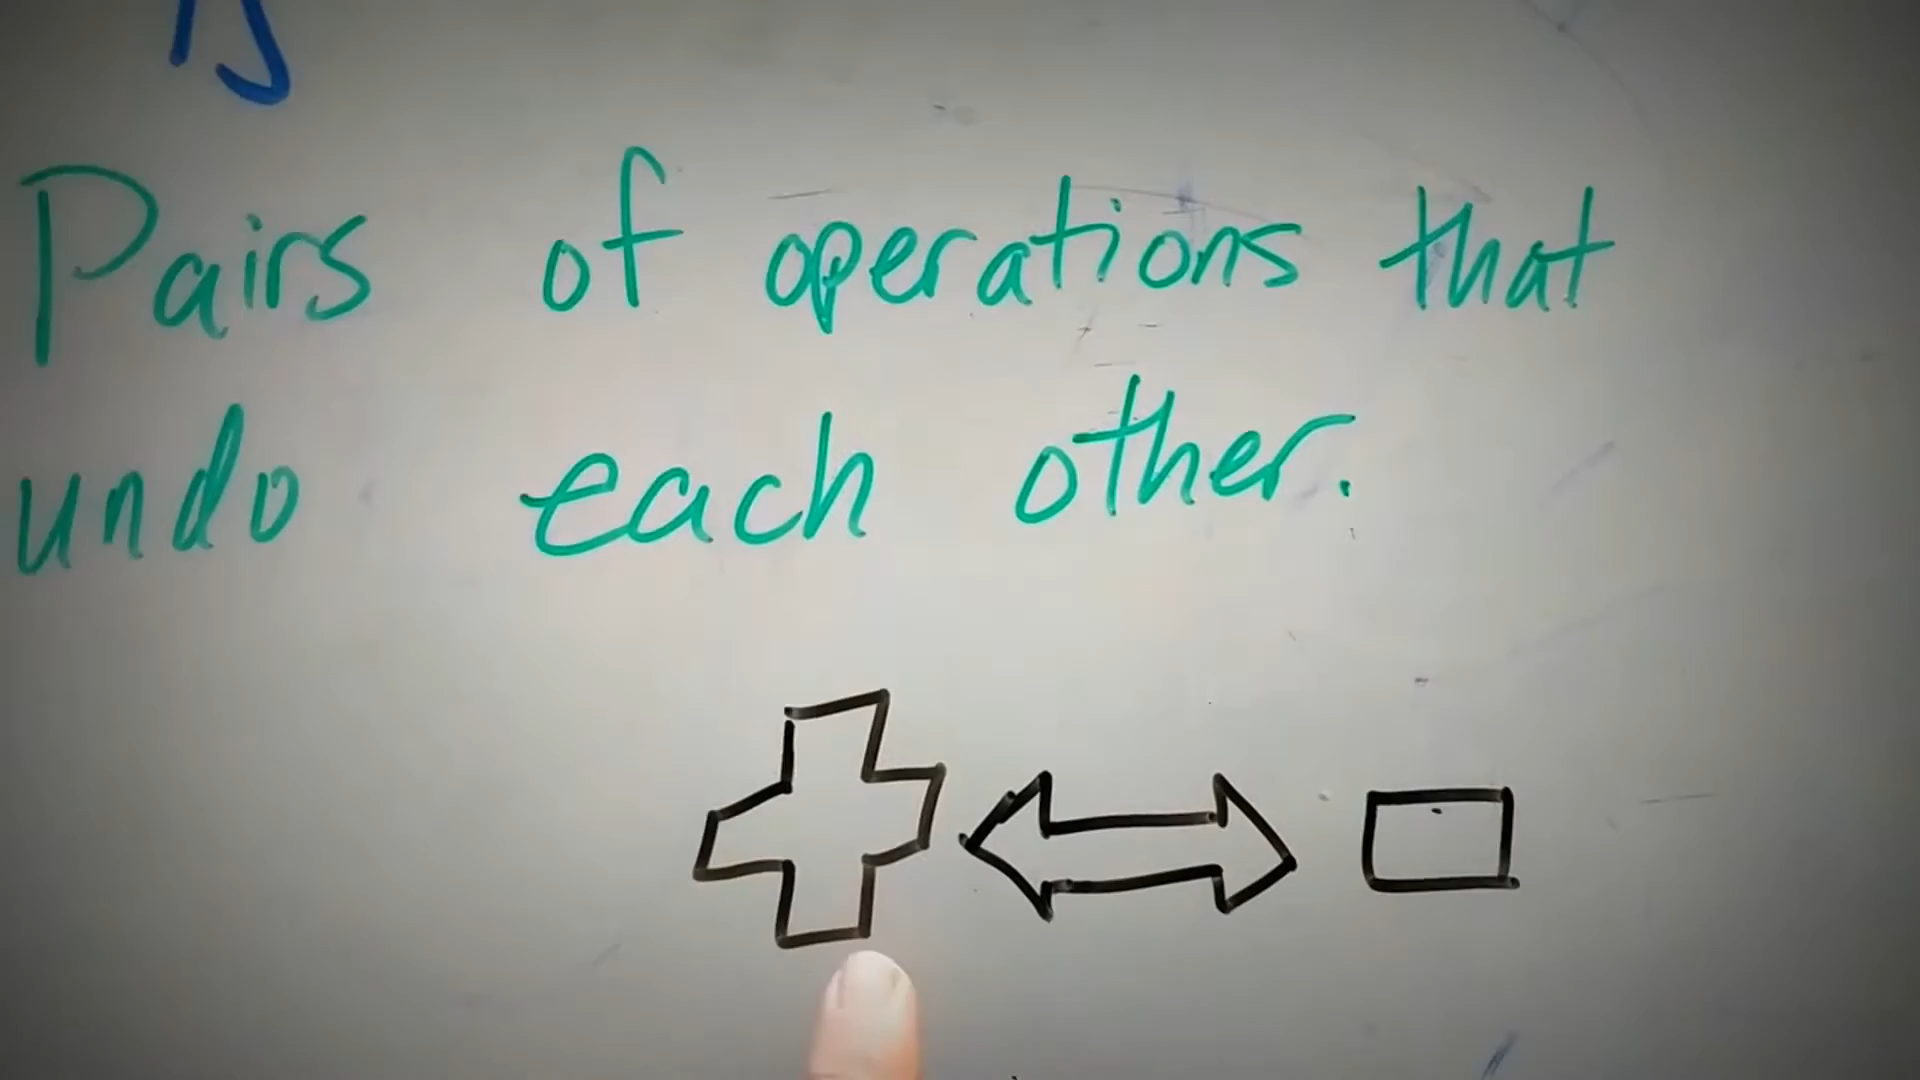 Pairs of operations that
undo each other.